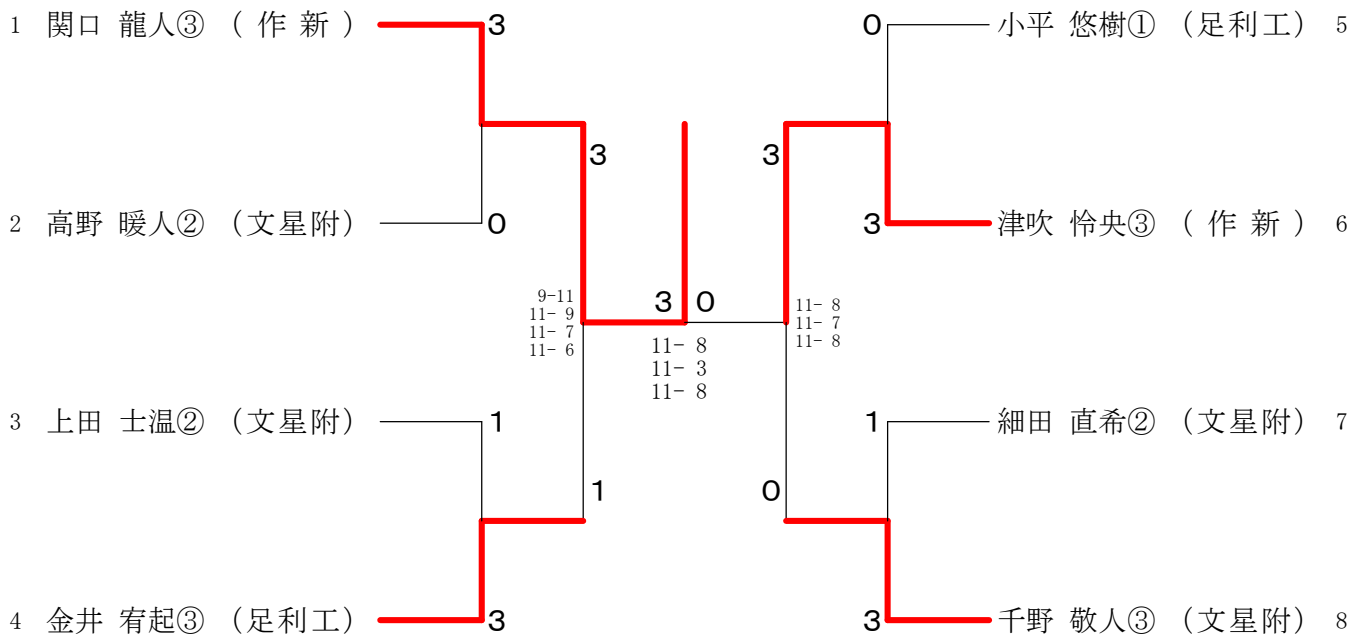 1 関口 龍人③ ( 作 新 ) 3
0 小平 悠樹① (足利工) 5
3 3
2 高野 暖人② (文星附) 0
3 津吹 怜央③ ( 作 新 ) 6
9-11
11- 9
11- 7
11- 6
3 0
11- 8
11- 3
11- 8
11- 8
11- 7
11- 8
3 上田 士温② (文星附) 1
1 細田 直希② (文星附) 7
1 0
4 金井 宥起③ (足利工) 3
3 千野 敬人③ (文星附) 8